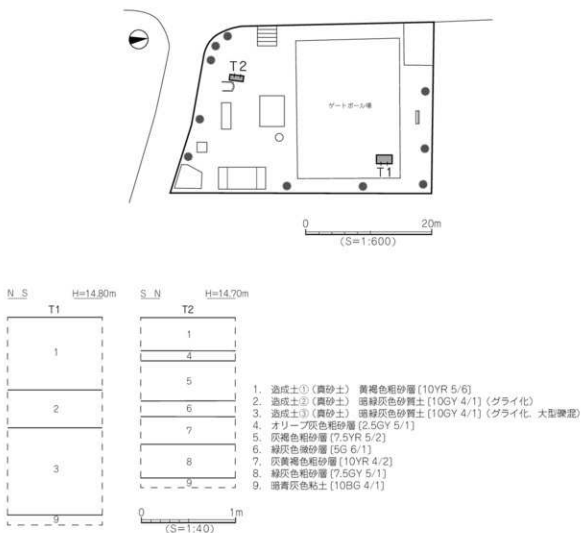 T2
ゲートボール場
T1
0 20m
(S=1:600)
N S H=14.80m
T1
1
2
3
9
S N H=14.70m
T2
1
4
5
6
7
8
9
0 1m
(S=1:40)
1. 造成土①(真砂土) 黄褐色粗砂層 [10YR 5/6]
2. 造成土②(真砂土) 暗緑灰色砂質土 [10GY 4/1] (グライ化)
3. 造成土③(真砂土) 暗緑灰色砂質土 [10GY 4/1] (グライ化、大型礫混)
4. オリーブ灰色粗砂層 [2.5GY 5/1]
5. 灰褐色粗砂層 [7.5YR 5/2]
6. 緑灰色微砂層 [5G 6/1]
7. 灰黄褐色粗砂層 [10YR 4/2]
8. 緑灰色粗砂層 [7.5GY 5/1]
9. 暗青灰色粘土 [10BG 4/1]